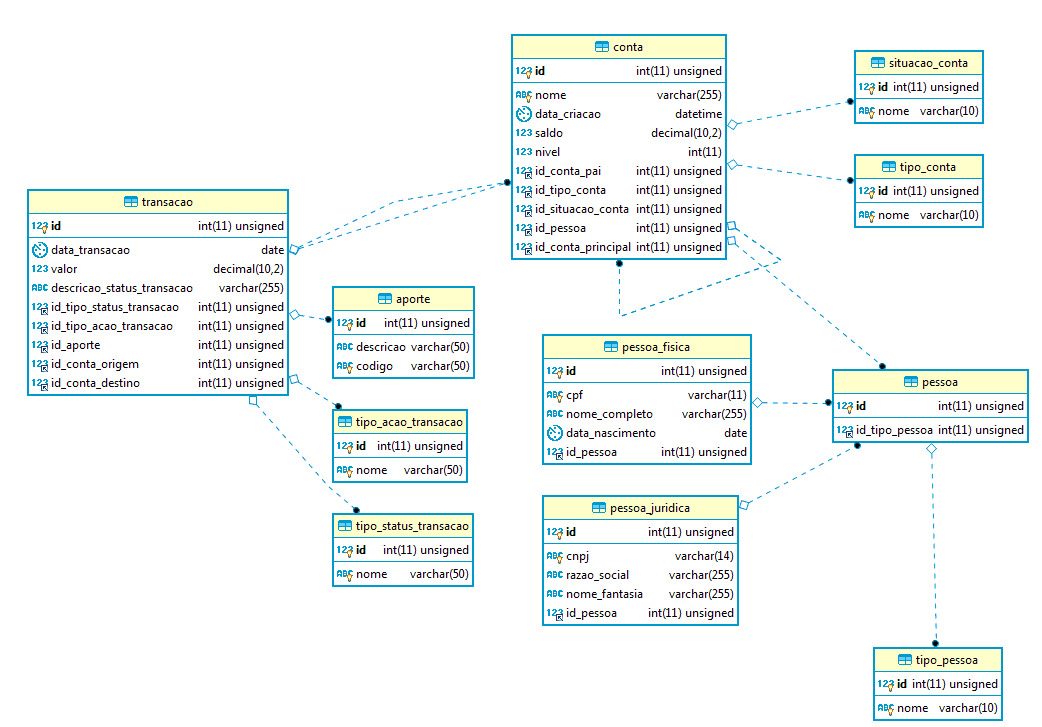 conta
123 id int(11) unsigned
ABC nome varchar(255)
data_criacao datetime
123 saldo decimal(10,2)
123 nivel int(11)
123 id_conta_pai int(11) unsigned
123 id_tipo_conta int(11) unsigned
123 id_situacao_conta int(11) unsigned
123 id_pessoa int(11) unsigned
123 id_conta_principal int(11) unsigned
situacao_conta
123 id int(11) unsigned
ABC nome varchar(10)
tipo_conta
123 id int(11) unsigned
ABC nome varchar(10)
transacao
123 id int(11) unsigned
data_transacao date
123 valor decimal(10,2)
ABC descricao_status_transacao varchar(255)
123 id_tipo_status_transacao int(11) unsigned
123 id_tipo_acao_transacao int(11) unsigned
123 id_aporte int(11) unsigned
123 id_conta_origem int(11) unsigned
123 id_conta_destino int(11) unsigned
aporte
123 id int(11) unsigned
ABC descricao varchar(50)
ABC codigo varchar(50)
tipo_acao_transacao
123 id int(11) unsigned
ABC nome varchar(50)
tipo_status_transacao
123 id int(11) unsigned
ABC nome varchar(50)
pessoa_fisica
123 id int(11) unsigned
ABC cpf varchar(11)
ABC nome_completo varchar(255)
data_nascimento date
123 id_pessoa int(11) unsigned
pessoa
123 id int(11) unsigned
123 id_tipo_pessoa int(11) unsigned
pessoa_juridica
123 id int(11) unsigned
ABC cnpj varchar(14)
ABC razao_social varchar(255)
ABC nome_fantasia varchar(255)
123 id_pessoa int(11) unsigned
tipo_pessoa
123 id int(11) unsigned
ABC nome varchar(10)